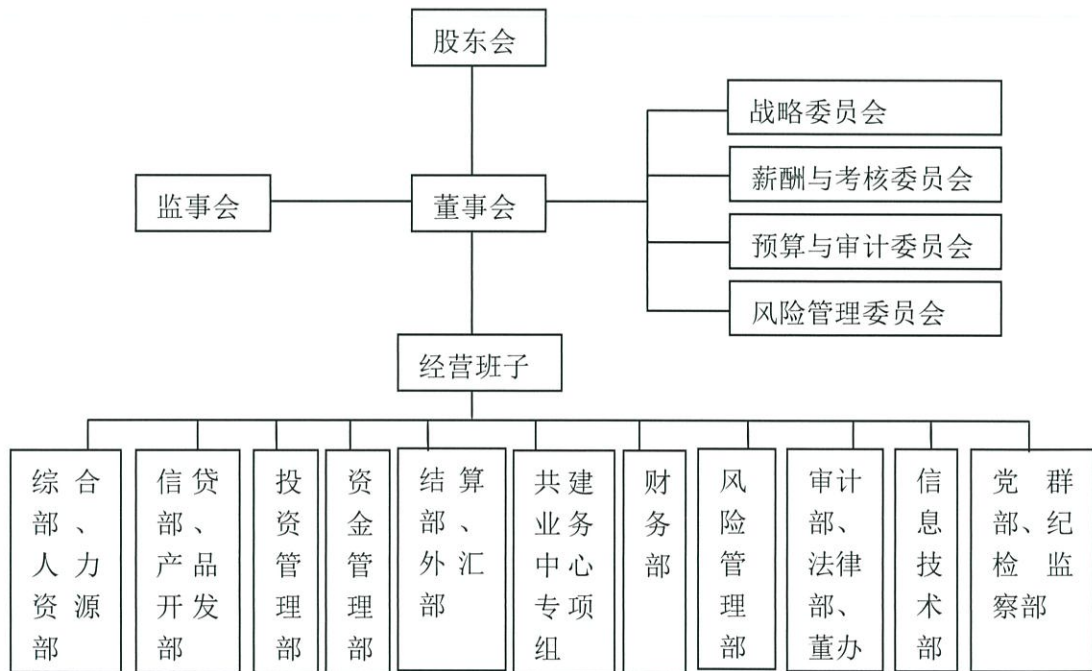 股东会
战略委员会
薪酬与考核委员会
监事会
董事会
预算与审计委员会
风险管理委员会
经营班子
综合
部、
人力
资源
部
信贷
部、
产品
开发
部
投
资
管
理
部
资
金
管
理
部
结算
部、
外汇
部
共建
业务
中心
专项
组
财
务
部
风
险
管
理
部
审计
部、
法律
部、
董办
信
息
技
术
部
党群
部、纪
检监
察部